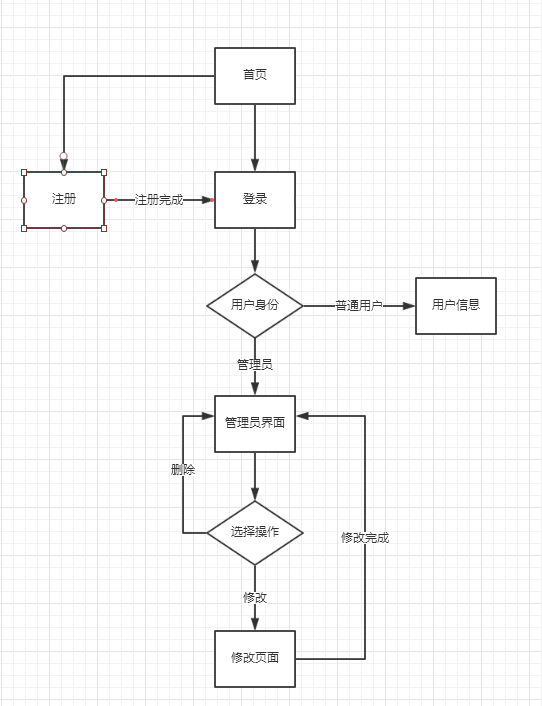 首页
注册
注册完成
登录
用户身份
普通用户
用户信息
管理员
管理员界面
删除
选择操作
修改完成
修改
修改页面